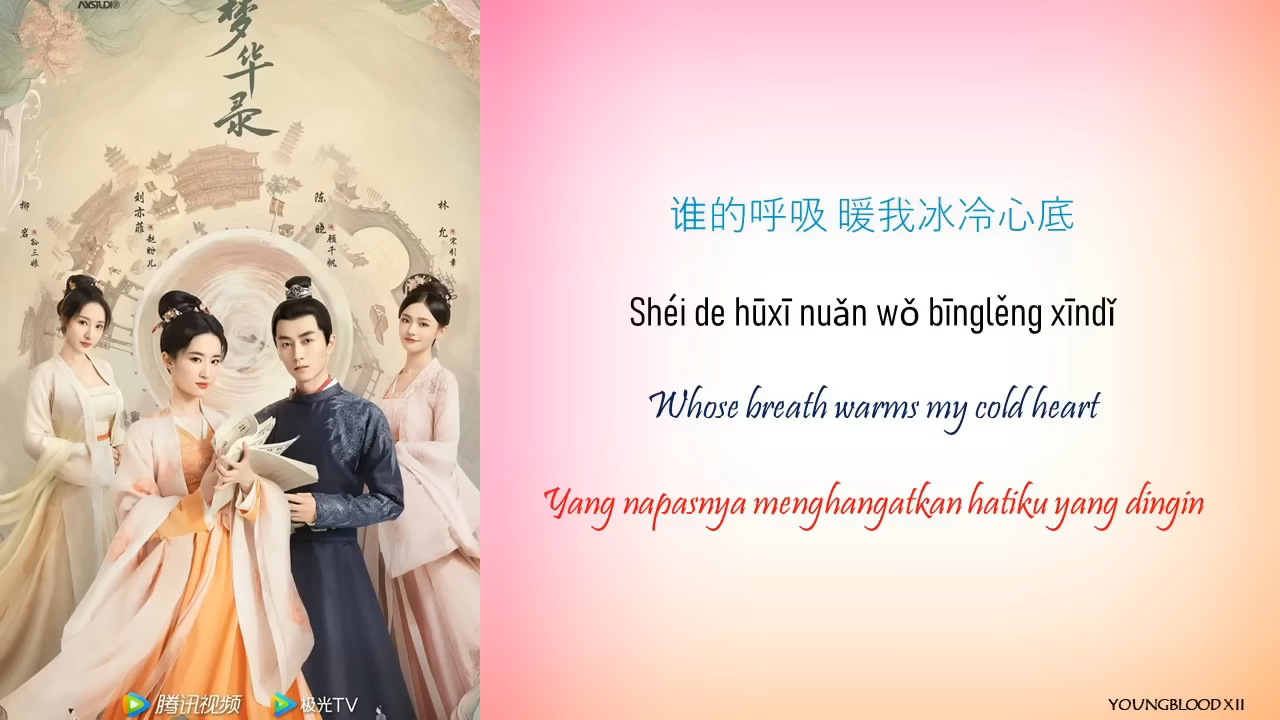 AXSTUDIO
梦华录
柳岩
孙三娘
刘亦菲
赵盼儿
陈晓
顾千帆
林允
宋引章
腾讯视频
极光TV
谁的呼吸 暖我冰冷心底
Shéi de hūxī nuǎn wǒ bīnglěng xīndǐ
Whose breath warms my cold heart
Yang napasnya menghangatkan hatiku yang dingin
YOUNGBLOOD XII